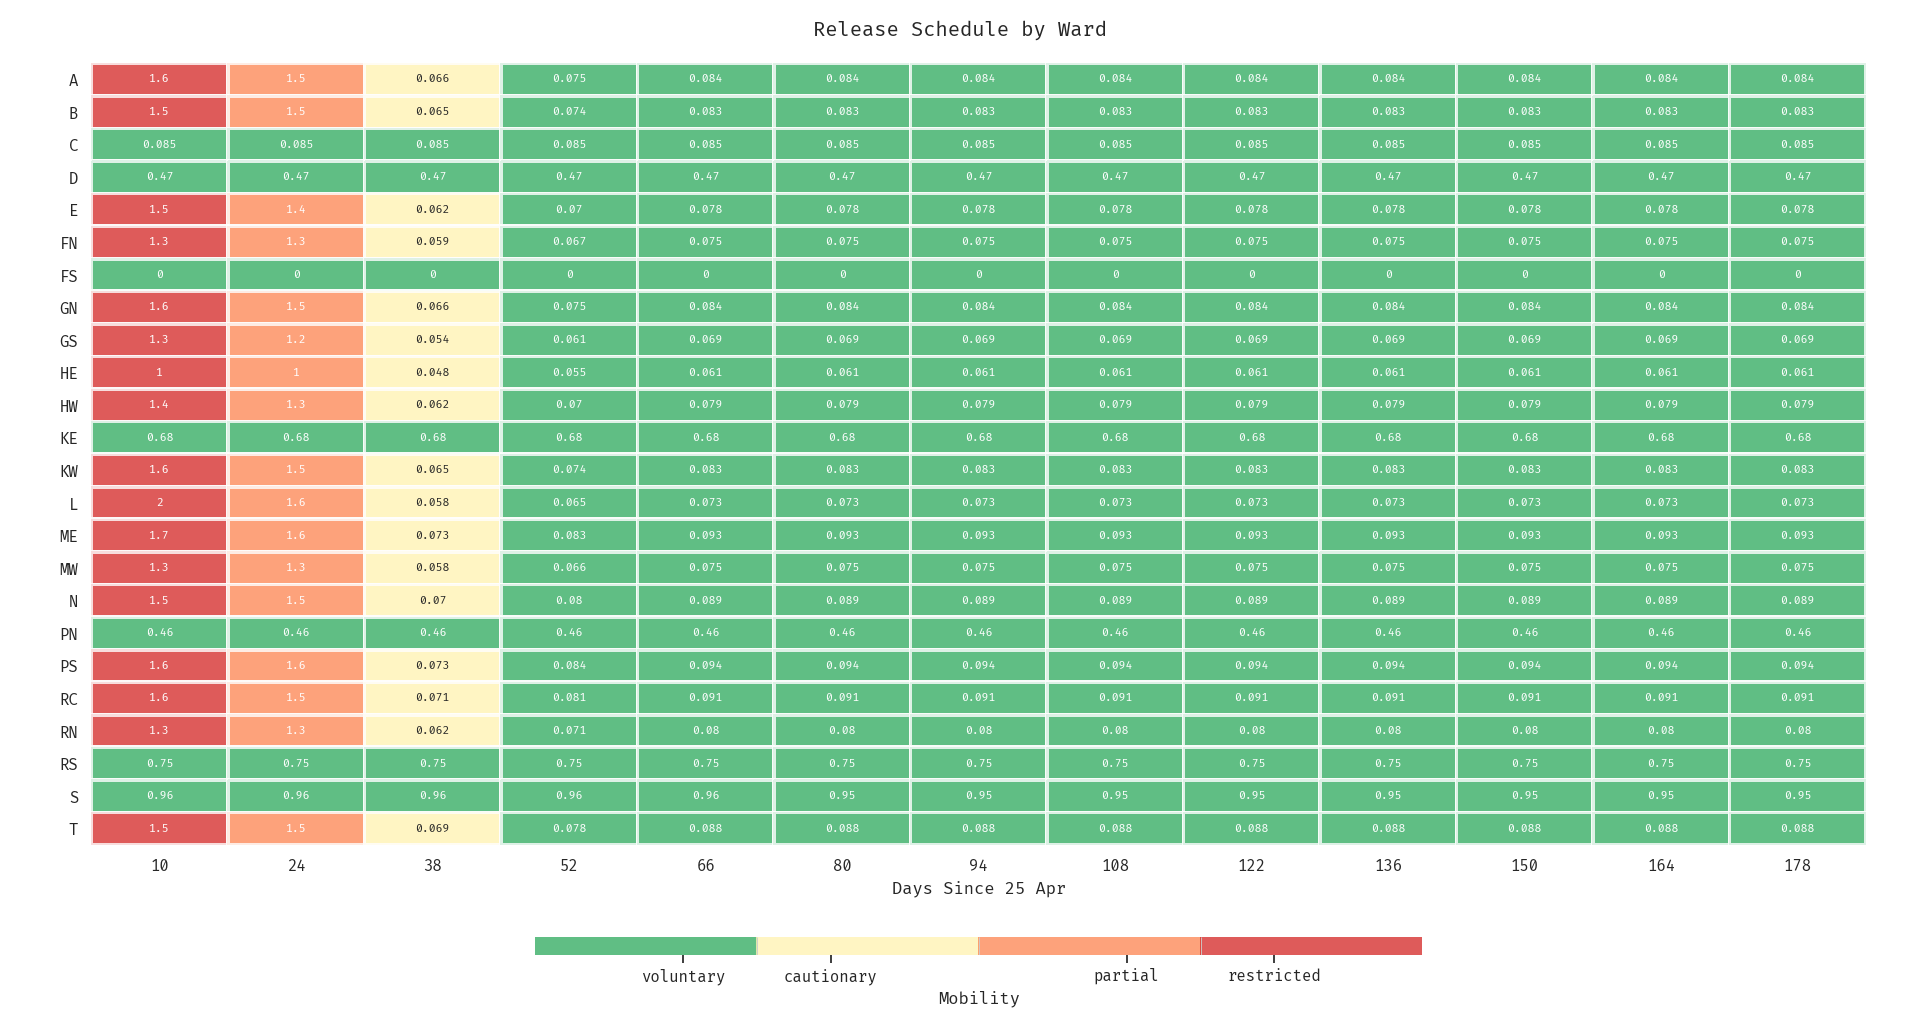 Release Schedule by Ward
A 1.6 1.5 0.066 0.075 0.084 0.084 0.084 0.084 0.084 0.084 0.084 0.084 0.084
B 1.5 1.5 0.065 0.074 0.083 0.083 0.083 0.083 0.083 0.083 0.083 0.083 0.083
C 0.085 0.085 0.085 0.085 0.085 0.085 0.085 0.085 0.085 0.085 0.085 0.085 0.085
D 0.47 0.47 0.47 0.47 0.47 0.47 0.47 0.47 0.47 0.47 0.47 0.47 0.47
E 1.5 1.4 0.062 0.07 0.078 0.078 0.078 0.078 0.078 0.078 0.078 0.078 0.078
FN 1.3 1.3 0.059 0.067 0.075 0.075 0.075 0.075 0.075 0.075 0.075 0.075 0.075
FS 0 0 0 0 0 0 0 0 0 0 0 0 0
GN 1.6 1.5 0.066 0.075 0.084 0.084 0.084 0.084 0.084 0.084 0.084 0.084 0.084
GS 1.3 1.2 0.054 0.061 0.069 0.069 0.069 0.069 0.069 0.069 0.069 0.069 0.069
HE 1 1 0.048 0.055 0.061 0.061 0.061 0.061 0.061 0.061 0.061 0.061 0.061
HW 1.4 1.3 0.062 0.07 0.079 0.079 0.079 0.079 0.079 0.079 0.079 0.079 0.079
KE 0.68 0.68 0.68 0.68 0.68 0.68 0.68 0.68 0.68 0.68 0.68 0.68 0.68
KW 1.6 1.5 0.065 0.074 0.083 0.083 0.083 0.083 0.083 0.083 0.083 0.083 0.083
L 2 1.6 0.058 0.065 0.073 0.073 0.073 0.073 0.073 0.073 0.073 0.073 0.073
ME 1.7 1.6 0.073 0.083 0.093 0.093 0.093 0.093 0.093 0.093 0.093 0.093 0.093
MW 1.3 1.3 0.058 0.066 0.075 0.075 0.075 0.075 0.075 0.075 0.075 0.075 0.075
N 1.5 1.5 0.07 0.08 0.089 0.089 0.089 0.089 0.089 0.089 0.089 0.089 0.089
PN 0.46 0.46 0.46 0.46 0.46 0.46 0.46 0.46 0.46 0.46 0.46 0.46 0.46
PS 1.6 1.6 0.073 0.084 0.094 0.094 0.094 0.094 0.094 0.094 0.094 0.094 0.094
RC 1.6 1.5 0.071 0.081 0.091 0.091 0.091 0.091 0.091 0.091 0.091 0.091 0.091
RN 1.3 1.3 0.062 0.071 0.08 0.08 0.08 0.08 0.08 0.08 0.08 0.08 0.08
RS 0.75 0.75 0.75 0.75 0.75 0.75 0.75 0.75 0.75 0.75 0.75 0.75 0.75
S 0.96 0.96 0.96 0.96 0.96 0.95 0.95 0.95 0.95 0.95 0.95 0.95 0.95
T 1.5 1.5 0.069 0.078 0.088 0.088 0.088 0.088 0.088 0.088 0.088 0.088 0.088
10 24 38 52 66 80 94 108 122 136 150 164 178
Days Since 25 Apr
voluntary cautionary partial restricted
Mobility